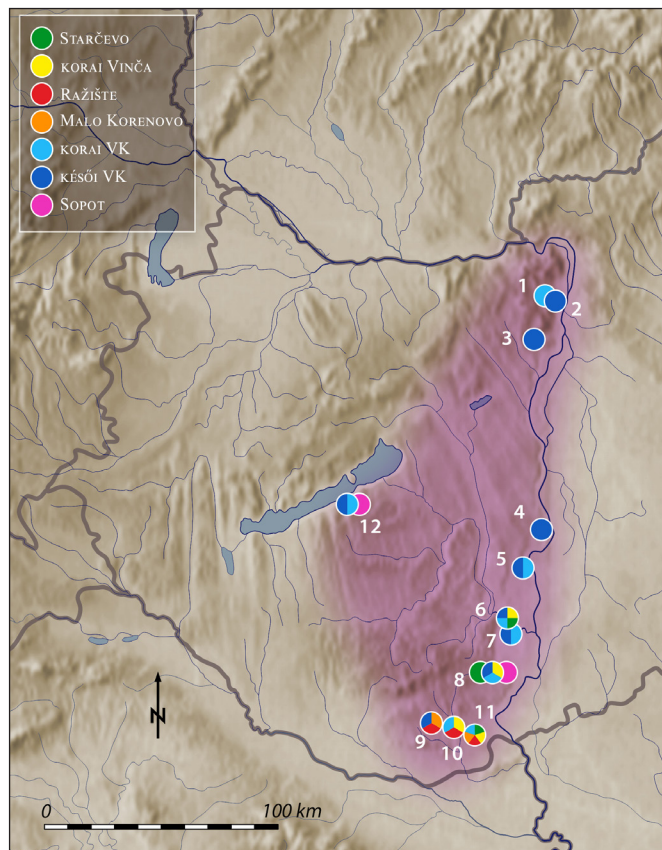 Starčevo
korai Vinča
Ražište
Malo Korenovo
korai VK
késői VK
Sopot
1
2
3
12
4
5
6
7
8
11
9
10
N
0
100 km